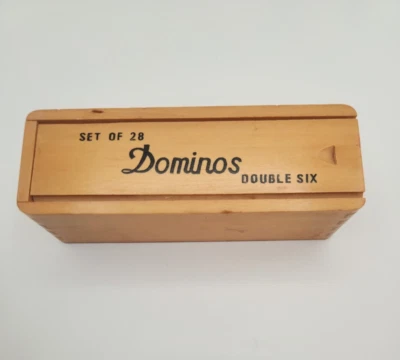 SET OF 28
Dominos
DOUBLE SIX